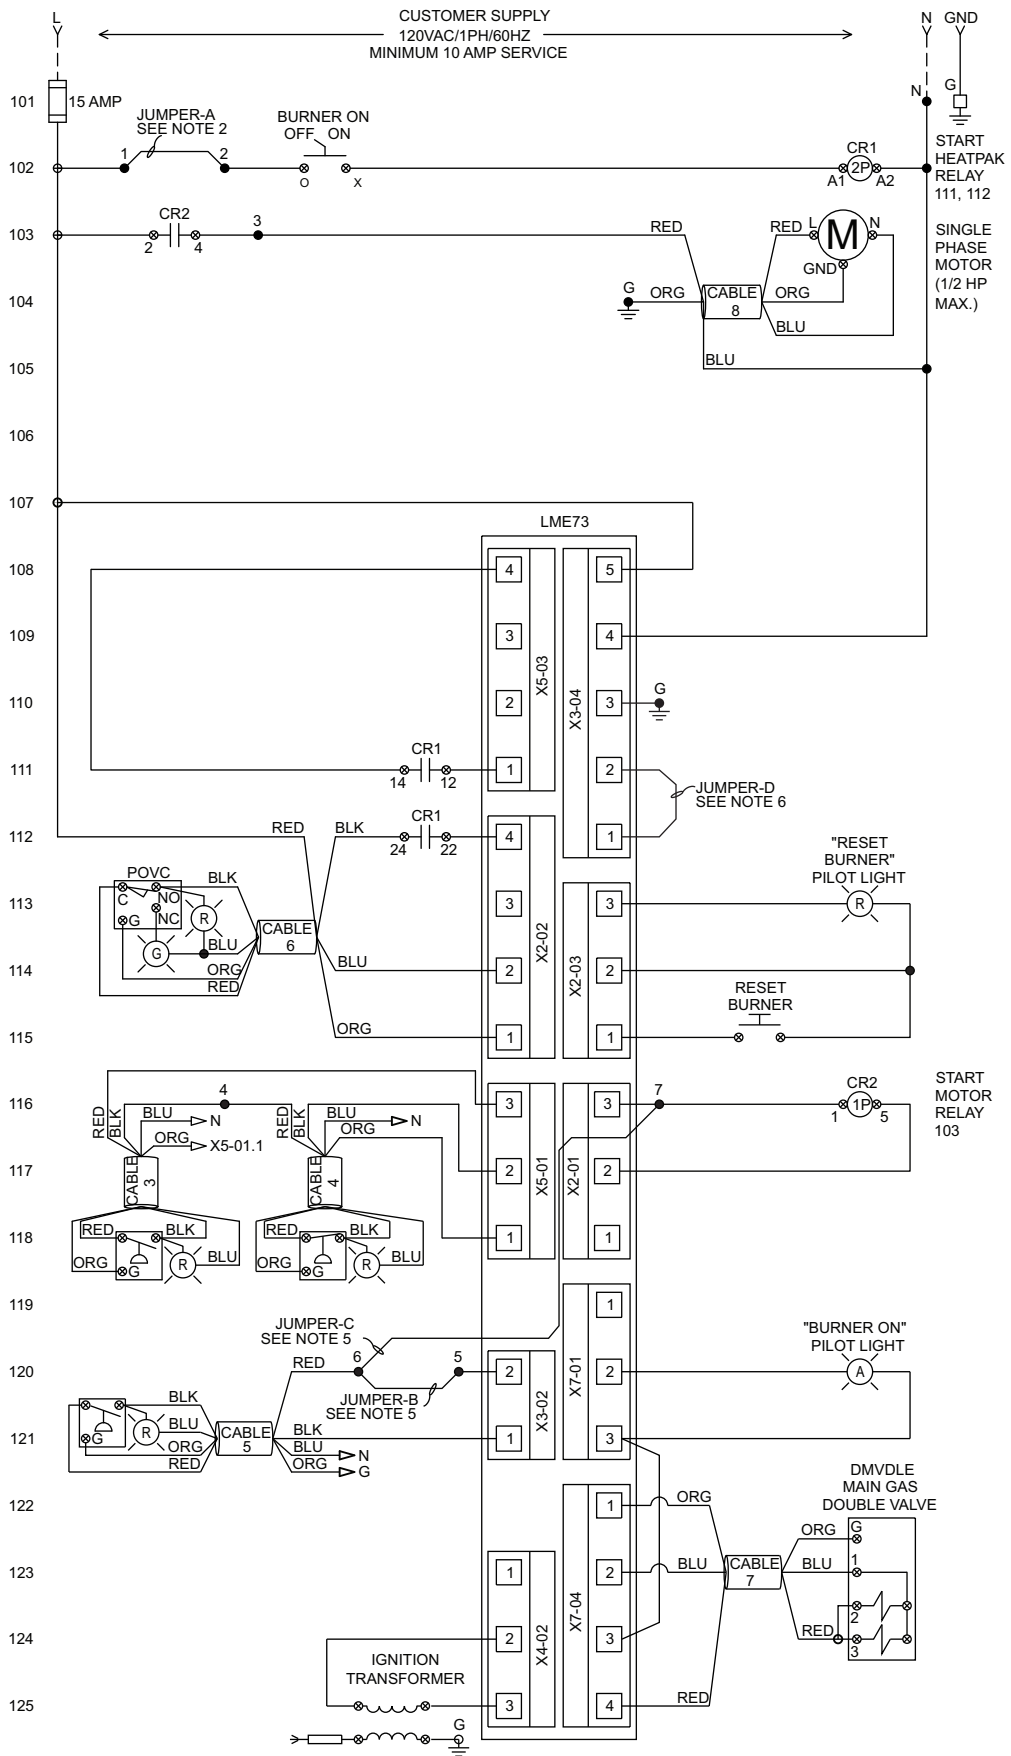 L
CUSTOMER SUPPLY
120VAC/1PH/60HZ
MINIMUM 10 AMP SERVICE
N GND
101
15 AMP
N
G
JUMPER-A
SEE NOTE 2
BURNER ON
OFF ON
102
1
2
O
X
CR1
2P
A1 A2
START
HEATPAK
RELAY
111, 112
103
CR2
2 4
3
RED
RED
L
M
N
GND
SINGLE
PHASE
MOTOR
(1/2 HP
MAX.)
104
G
ORG
CABLE
8
ORG
BLU
105
BLU
106
107
LME73
108
4
5
109
3
4
X5-03
X3-04
110
2
3
G
111
CR1
14 12
1
2
JUMPER-D
SEE NOTE 6
112
RED
BLK
CR1
24 22
4
1
"RESET
BURNER"
PILOT LIGHT
113
POVC
C
NO
NC
G
BLK
R
G
BLU
ORG
RED
CABLE
6
3
X2-02
3
X2-03
R
114
BLU
2
2
RESET
BURNER
115
ORG
1
1
116
RED
BLK
BLU
N
ORG
X5-01.1
4
RED
BLK
BLU
N
ORG
3
3
7
CR2
1P
1 5
START
MOTOR
RELAY
103
117
CABLE
3
CABLE
4
2
X5-01
X2-01
2
118
RED
BLK
ORG
G
R
BLU
RED
BLK
ORG
G
R
BLU
1
1
119
1
JUMPER-C
SEE NOTE 5
"BURNER ON"
PILOT LIGHT
120
RED
6
5
2
X3-02
X7-01
2
A
JUMPER-B
SEE NOTE 5
121
G
R
BLK
BLU
ORG
RED
CABLE
5
BLK
BLU
N
ORG
G
1
3
DMVDLE
MAIN GAS
DOUBLE VALVE
122
1
ORG
ORG
G
123
1
2
BLU
CABLE
7
BLU
1
X4-02
X7-04
2
124
2
3
RED
3
IGNITION
TRANSFORMER
125
3
4
RED
G